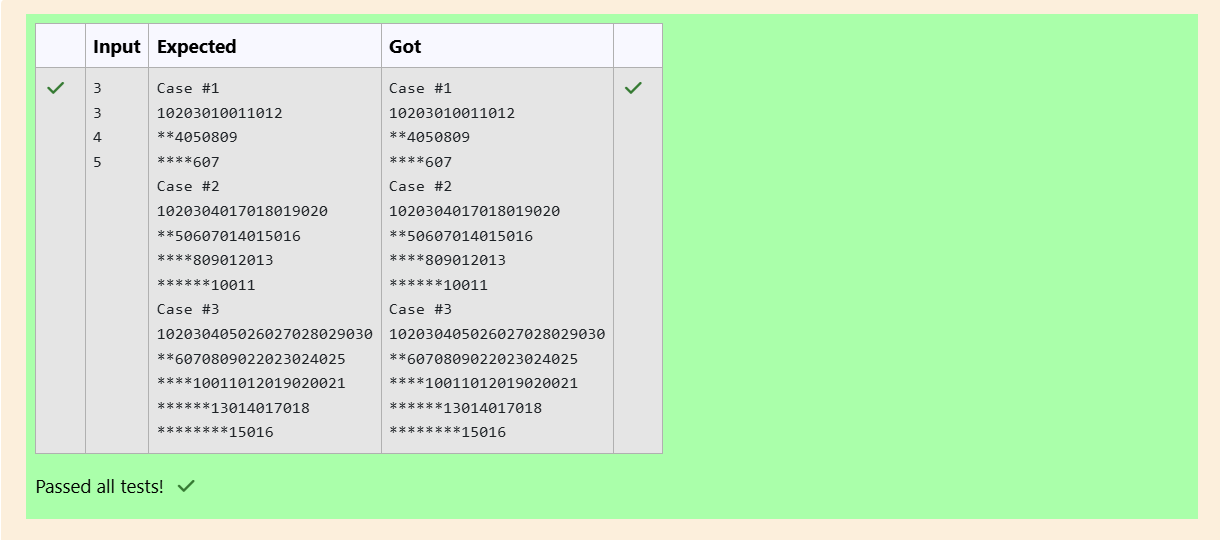 Input Expected Got
3 Case #1 Case #1
3 10203010011012 10203010011012
4 **4050809 **4050809
5 ****607 ****607
Case #2 Case #2
1020304017018019020 1020304017018019020
**50607014015016 **50607014015016
****809012013 ****809012013
******10011 ******10011
Case #3 Case #3
102030405026027028029030 102030405026027028029030
**6070809022023024025 **6070809022023024025
****10011012019020021 ****10011012019020021
******13014017018 ******13014017018
********15016 ********15016
Passed all tests!